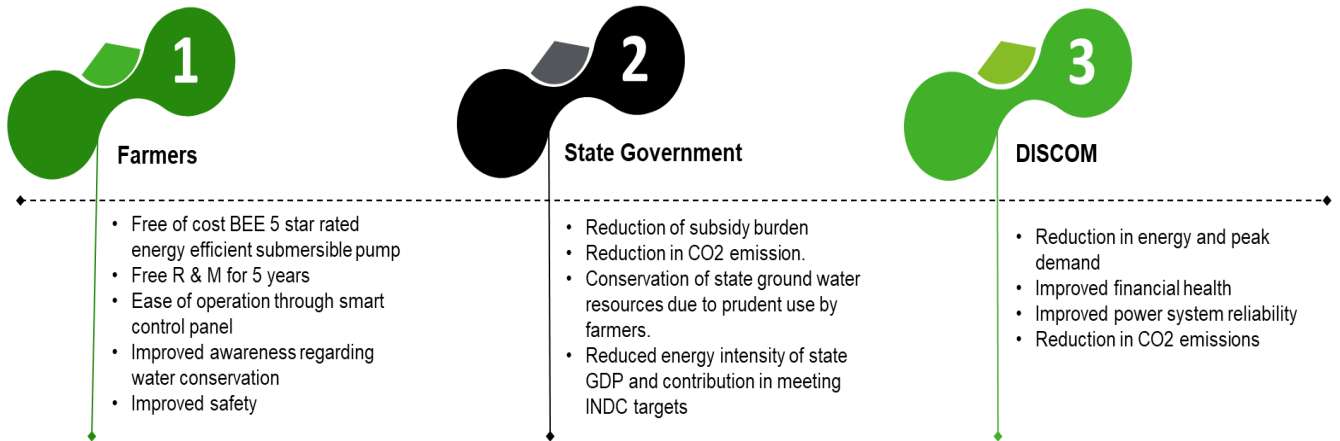 1
Farmers
• Free of cost BEE 5 star rated
energy efficient submersible pump
• Free R & M for 5 years
• Ease of operation through smart
control panel
• Improved awareness regarding
water conservation
• Improved safety
2
State Government
• Reduction of subsidy burden
• Reduction in CO2 emission.
• Conservation of state ground water
resources due to prudent use by
farmers.
• Reduced energy intensity of state
GDP and contribution in meeting
INDC targets
3
DISCOM
• Reduction in energy and peak
demand
• Improved financial health
• Improved power system reliability
• Reduction in CO2 emissions